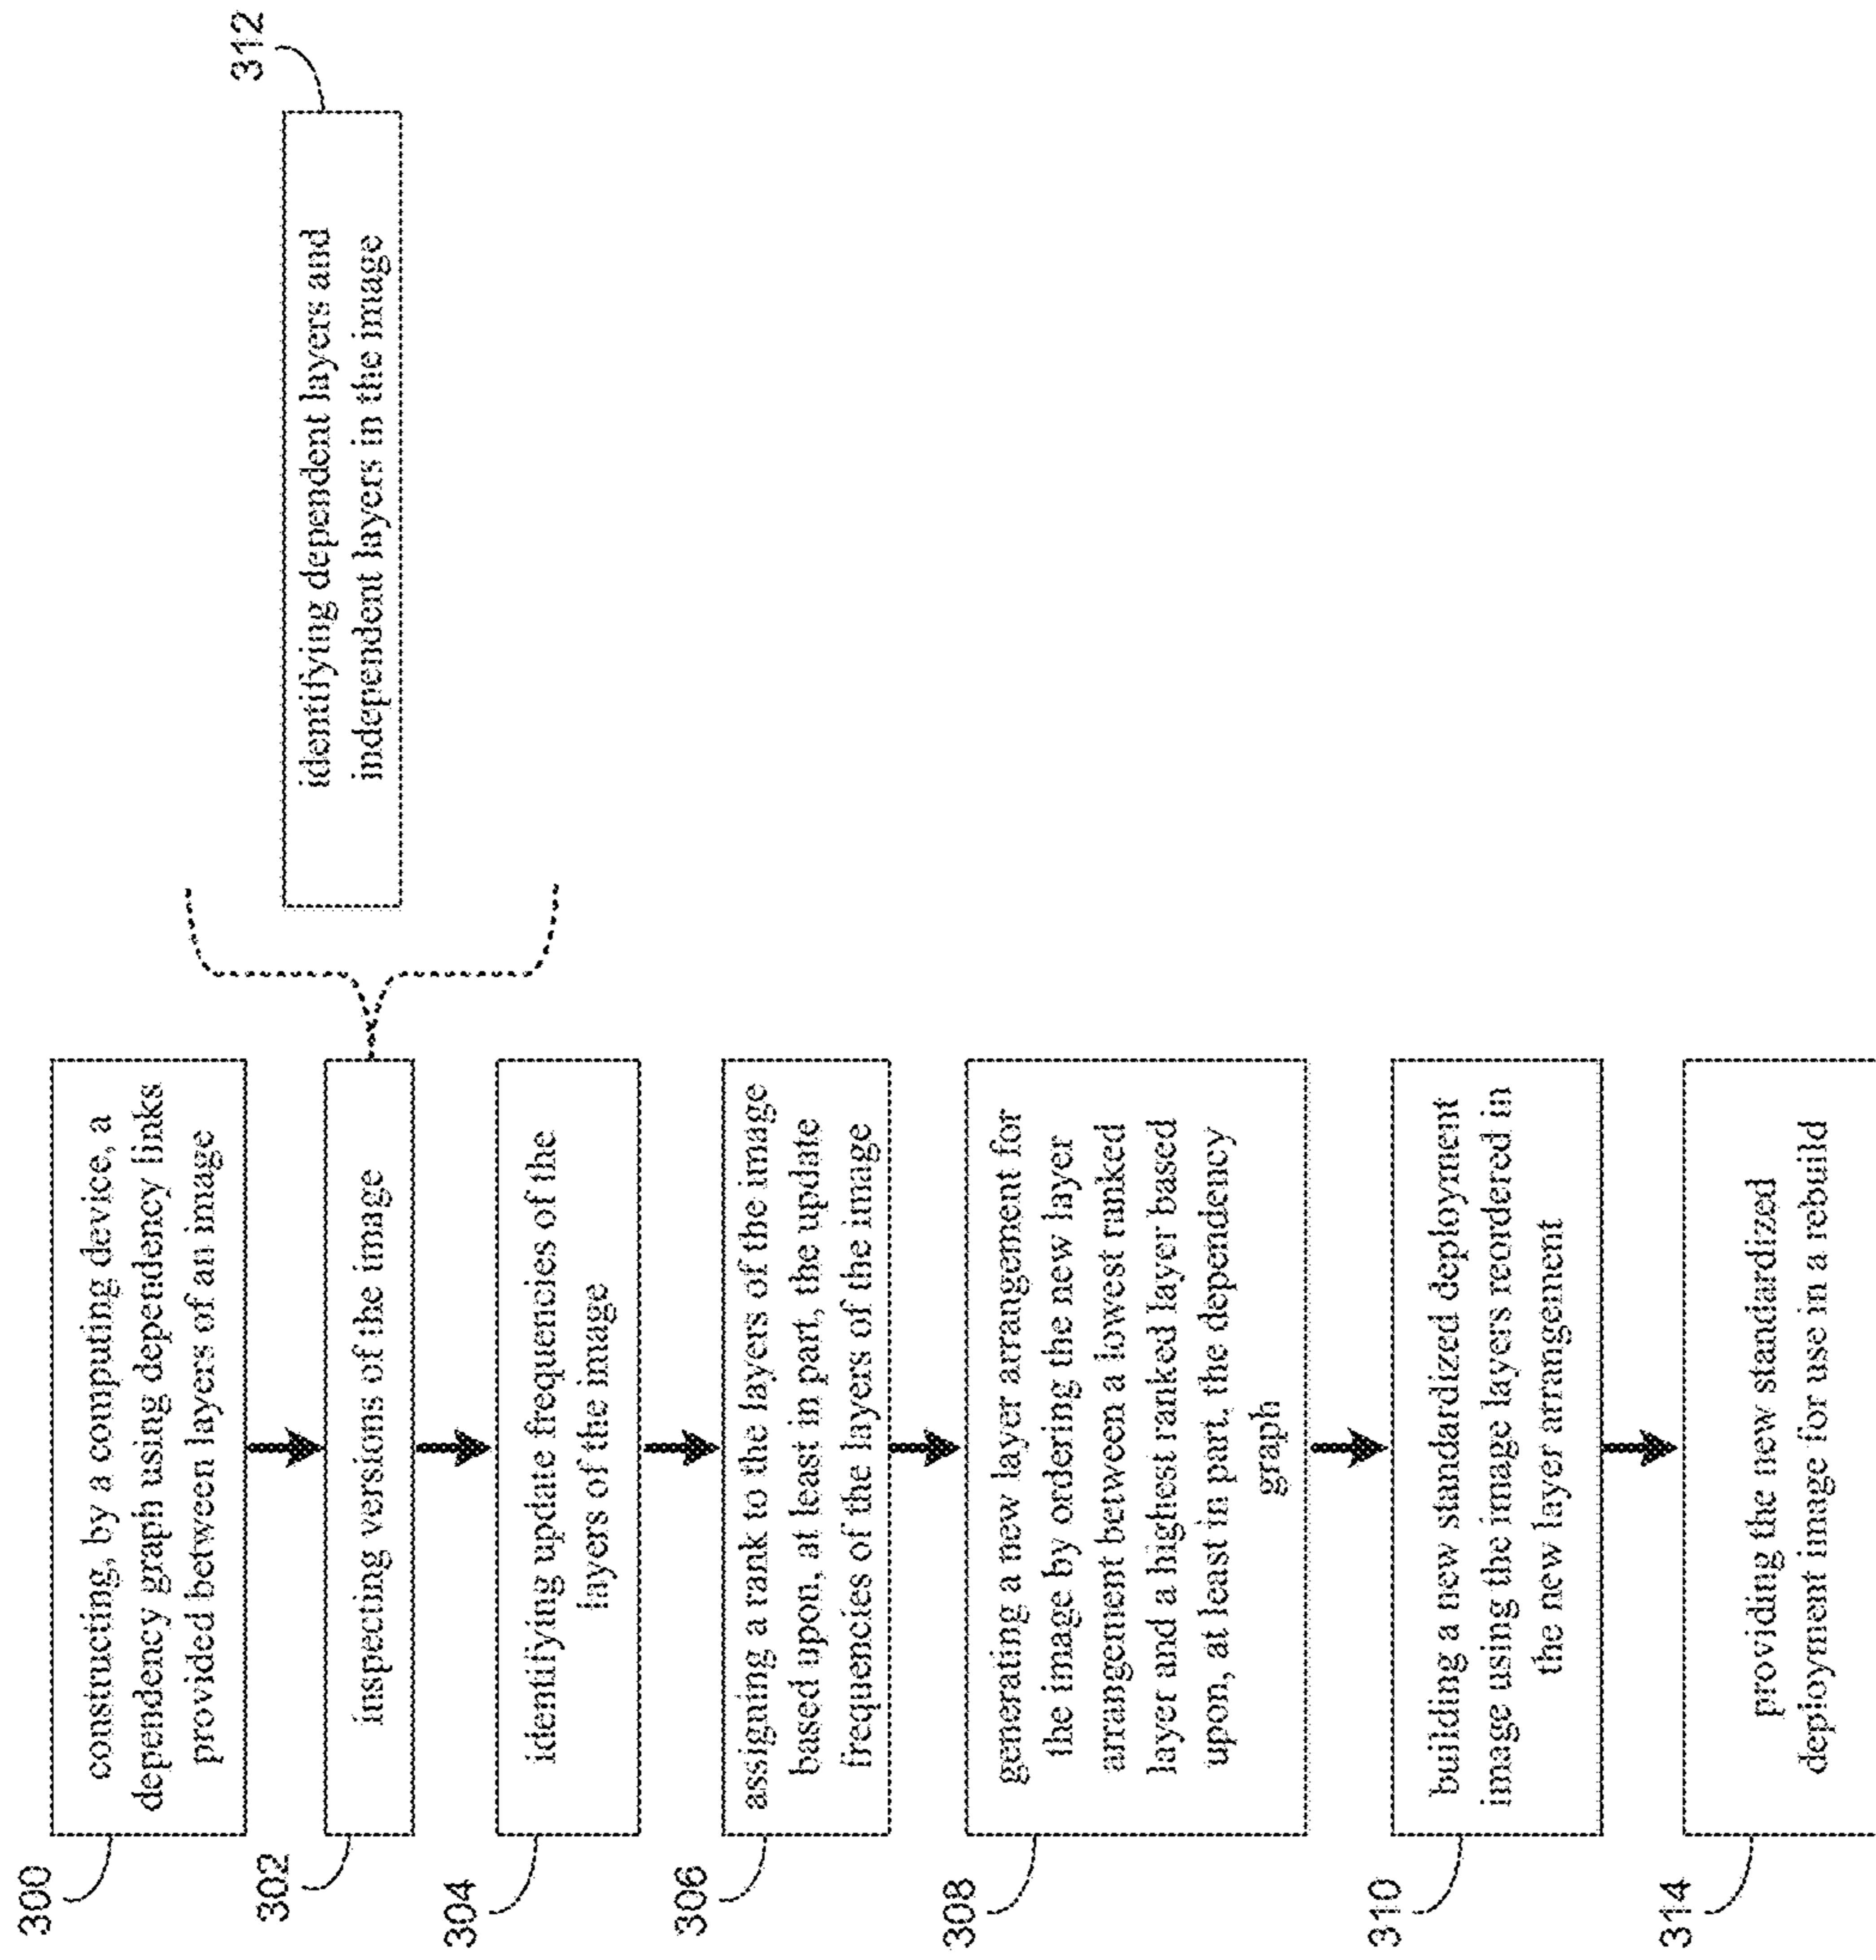 300
constructing, by a computing device, a
dependency graph using dependency links
provided between layers of an image
302
inspecting versions of the image
312
identifying dependent layers and
independent layers in the image
304
identifying update frequencies of the
layers of the image
306
assigning a rank to the layers of the image
based upon, at least in part, the update
frequencies of the layers of the image
308
generating a new layer arrangement for
the image by ordering the new layer
arrangement between a lowest ranked
layer and a highest ranked layer based
upon, at least in part, the dependency
graph
310
building a new standardized deployment
image using the image layers reordered in
the new layer arrangement
314
providing the new standardized
deployment image for use in a rebuild